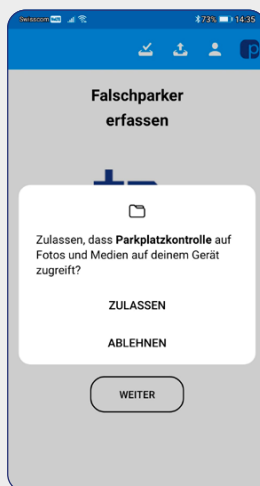 Swisscom 73% 14:35
Falschparker
erfassen
Zulassen, dass Parkplatzkontrolle auf
Fotos und Medien auf deinem Gerät
zugreift?
ZULASSEN
ABLEHNEN
WEITER